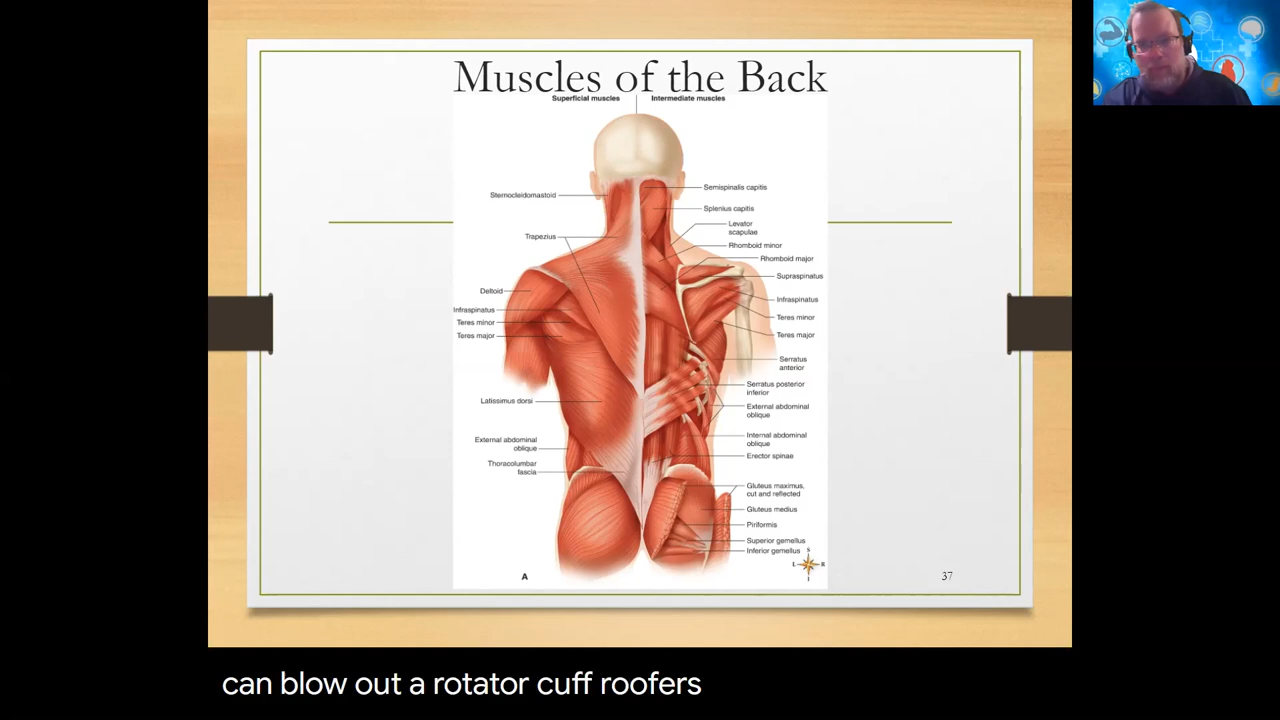 Muscles of the Back
Superficial muscles
Intermediate muscles
Sternocleidomastoid
Trapezius
Deltoid
Infraspinatus
Teres minor
Teres major
Latissimus dorsi
External abdominal
oblique
Thoracolumbar
fascia
Semispinalis capitis
Splenius capitis
Levator
scapulae
Rhomboid minor
Rhomboid major
Supraspinatus
Infraspinatus
Teres minor
Teres major
Serratus
anterior
Serratus posterior
inferior
External abdominal
oblique
Internal abdominal
oblique
Erector spinae
Gluteus maximus,
cut and reflected
Gluteus medius
Piriformis
Superior gemellus
Inferior gemellus
S
L R
I
A
37
can blow out a rotator cuff roofers